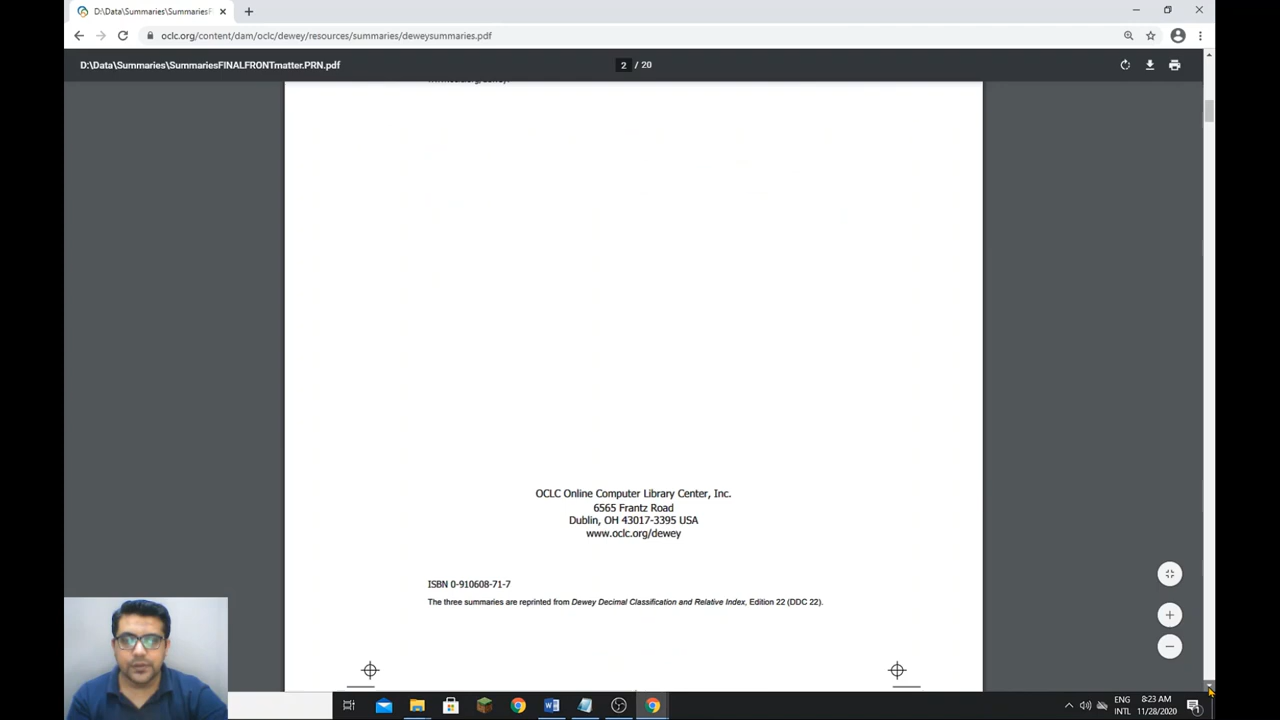 D:\Data\Summaries\SummariesF
oclc.org/content/dam/oclc/dewey/resources/summaries/deweysummaries.pdf
D:\Data\Summaries\SummariesFINALFRONTmatter.PRN.pdf
2 / 20
OCLC Online Computer Library Center, Inc.
6565 Frantz Road
Dublin, OH 43017-3395 USA
www.oclc.org/dewey
ISBN 0-910608-71-7
The three summaries are reprinted from Dewey Decimal Classification and Relative Index, Edition 22 (DDC 22).
ENG 8:23 AM
INTL 11/28/2020